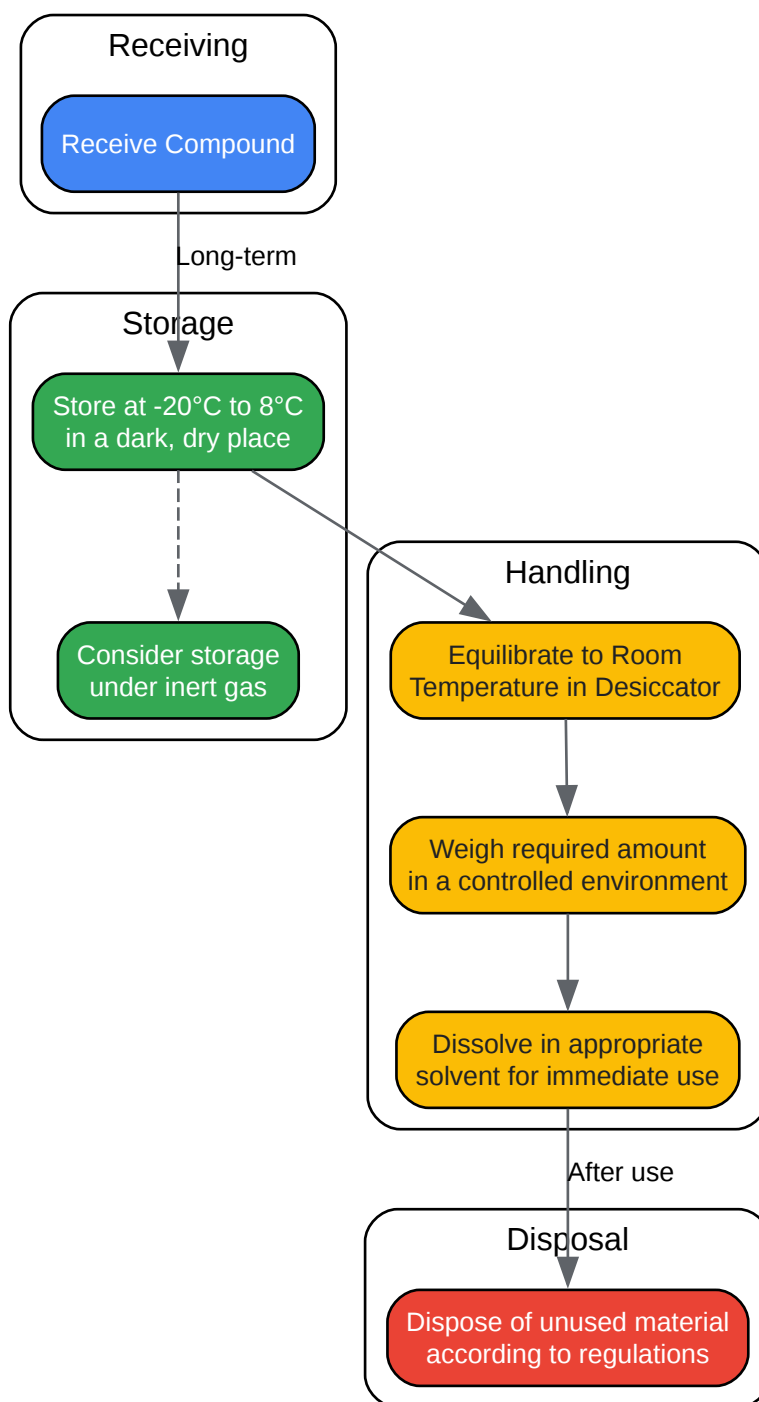 Receiving
Receive Compound
Long-term
Storage
Store at -20°C to 8°C
in a dark, dry place
Consider storage
under inert gas
Handling
Equilibrate to Room
Temperature in Desiccator
Weigh required amount
in a controlled environment
Dissolve in appropriate
solvent for immediate use
After use
Disposal
Dispose of unused material
according to regulations